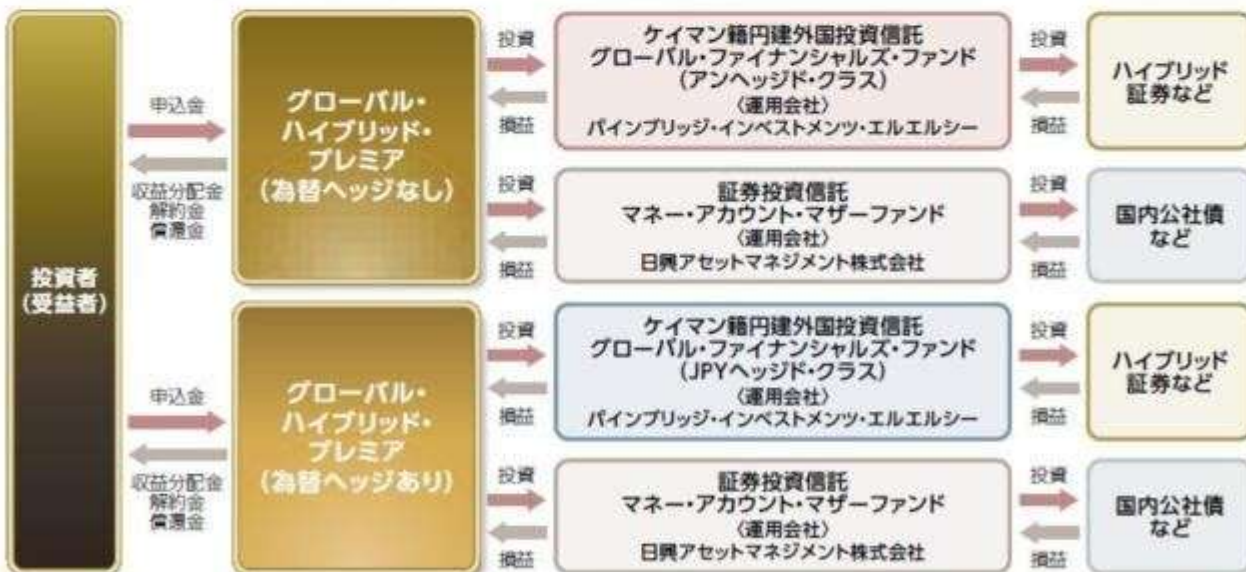 投資者
(受益者)
申込金
収益分配金
解約金
償還金
グローバル・
ハイブリッド・
プレミア
(為替ヘッジなし)
投資
損益
ケイマン籍円建外国投資信託
グローバル・ファイナンシャルズ・ファンド
(アンヘッジド・クラス)
〈運用会社〉
パインブリッジ・インベストメンツ・エルエルシー
投資
損益
ハイブリッド
証券など
投資
損益
証券投資信託
マネー・アカウント・マザーファンド
〈運用会社〉
日興アセットマネジメント株式会社
投資
損益
国内公社債
など
申込金
収益分配金
解約金
償還金
グローバル・
ハイブリッド・
プレミア
(為替ヘッジあり)
投資
損益
ケイマン籍円建外国投資信託
グローバル・ファイナンシャルズ・ファンド
(JPYヘッジド・クラス)
〈運用会社〉
パインブリッジ・インベストメンツ・エルエルシー
投資
損益
ハイブリッド
証券など
投資
損益
証券投資信託
マネー・アカウント・マザーファンド
〈運用会社〉
日興アセットマネジメント株式会社
投資
損益
国内公社債
など